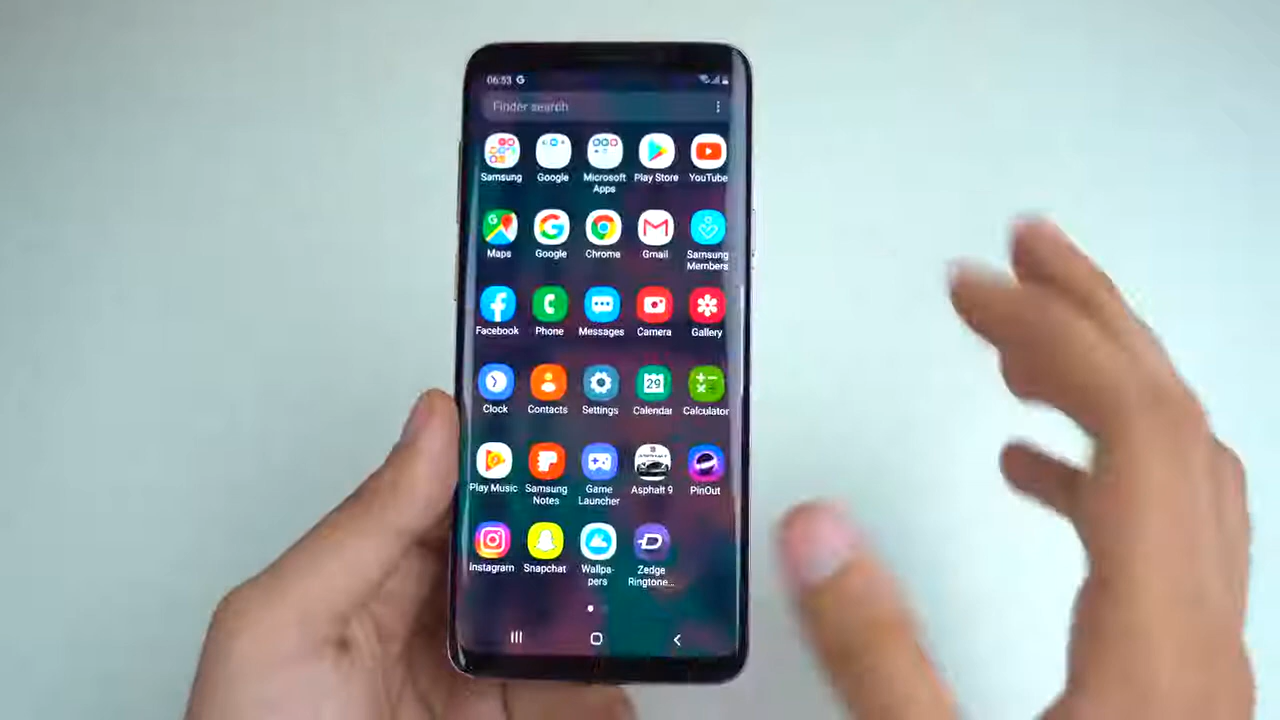 06:53 G
Finder search
Samsung Google Microsoft Apps Play Store YouTube
Maps Google Chrome Gmail Samsung Members
Facebook Phone Messages Camera Gallery
29
Clock Contacts Settings Calendar Calculator
ASPHALT
Play Music Samsung Notes Game Launcher Asphalt 9 PinOut
Instagram Snapchat Wallpa-pers Zedge Ringtone...